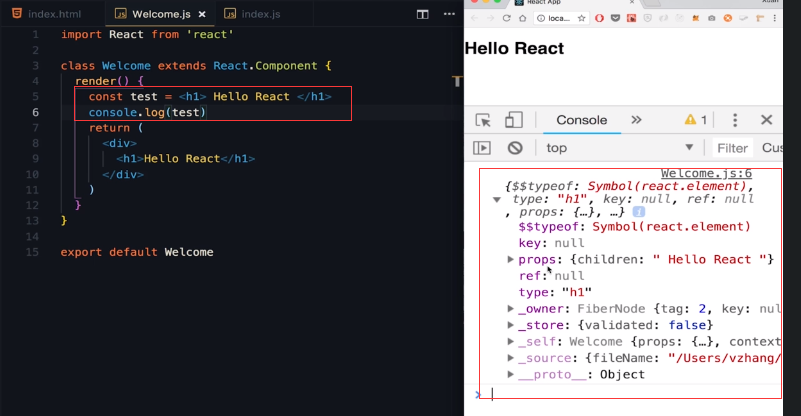 index.html
Welcome.js
index.js
1 import React from 'react'
2
3 class Welcome extends React.Component {
4 render() {
5 const test = <h1> Hello React </h1>
6 console.log(test)
7 return (
8 <div>
9 <h1>Hello React</h1>
10 </div>
11 )
12 }
13 }
14
15 export default Welcome
React App
loca...
Hello React
Console
1
top
Filter
Cus
Welcome.js:6
{$$typeof: Symbol(react.element),
type: "h1", key: null, ref: null
, props: {…}, …}
$$typeof: Symbol(react.element)
key: null
props: {children: " Hello React "}
ref: null
type: "h1"
_owner: FiberNode {tag: 2, key: nul
_store: {validated: false}
_self: Welcome {props: {…}, context
_source: {fileName: "/Users/vzhang/
__proto__: Object